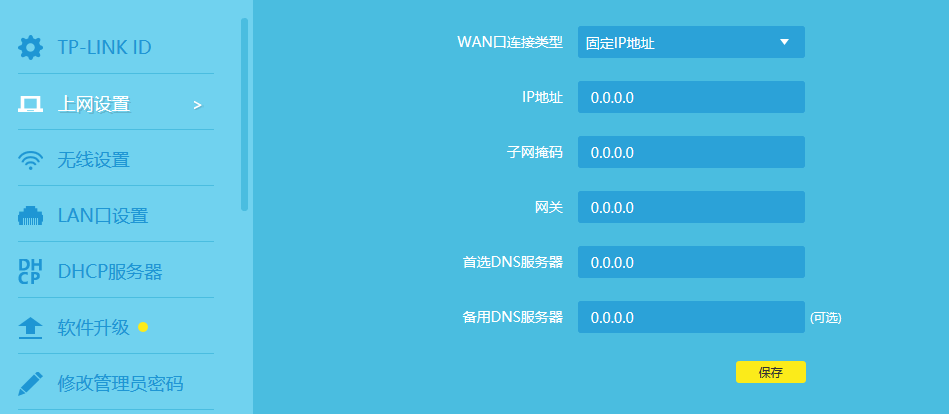 TP-LINK ID
上网设置 >
无线设置
LAN口设置
DHCP DHCP服务器
软件升级
修改管理员密码
WAN口连接类型 固定IP地址
IP地址 0.0.0.0
子网掩码 0.0.0.0
网关 0.0.0.0
首选DNS服务器 0.0.0.0
备用DNS服务器 0.0.0.0 (可选)
保存